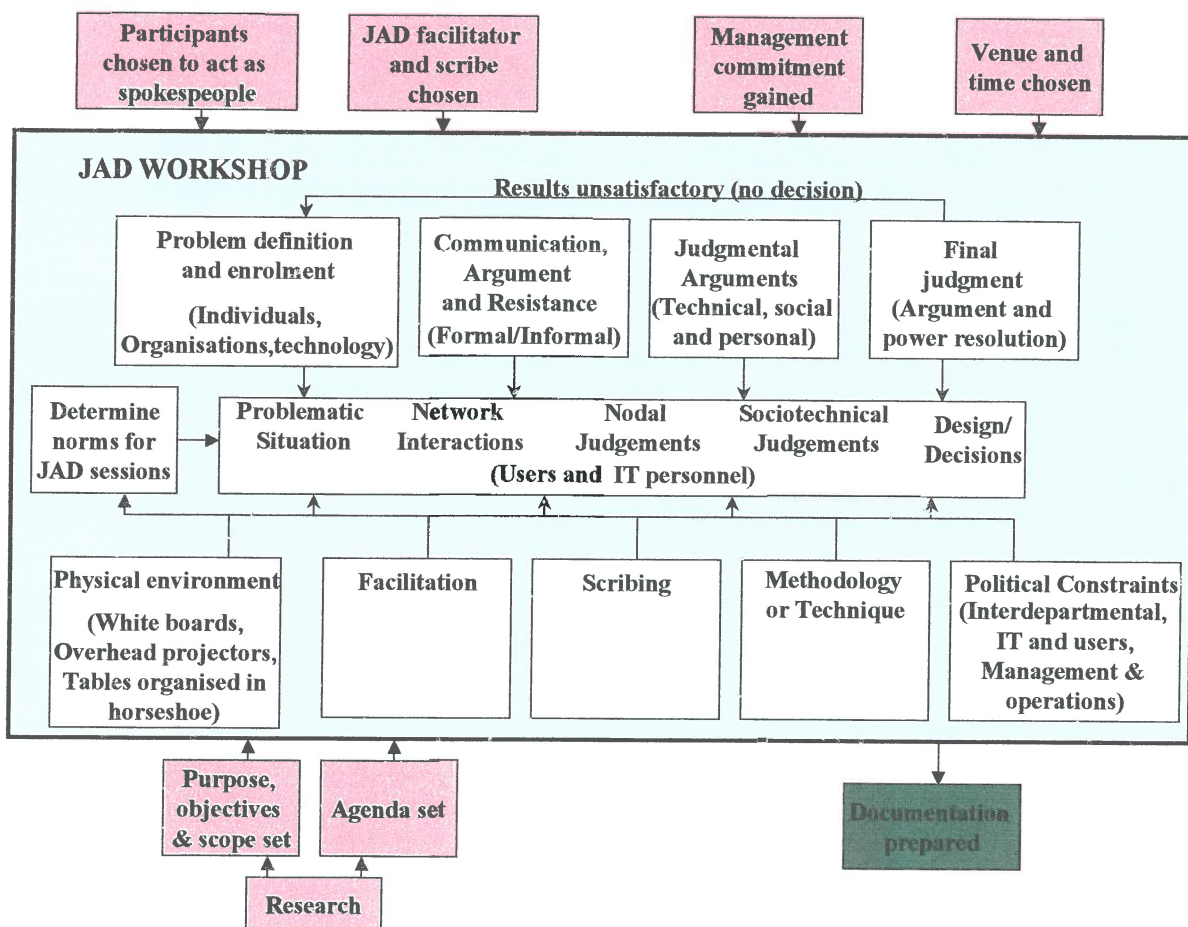 Participants
chosen to act as
spokespeople
JAD facilitator
and scribe
chosen
Management
commitment
gained
Venue and
time chosen
JAD WORKSHOP
Results unsatisfactory (no decision)
Problem definition
and enrolment
(Individuals,
Organisations,technology)
Communication,
Argument
and Resistance
(Formal/Informal)
Judgmental
Arguments
(Technical, social
and personal)
Final
judgment
(Argument and
power resolution)
Determine
norms for
JAD sessions
Problematic
Situation
Network
Interactions
Nodal
Judgements
Sociotechnical
Judgements
Design/
Decisions
(Users and IT personnel)
Physical environment
(White boards,
Overhead projectors,
Tables organised in
horseshoe)
Facilitation
Scribing
Methodology
or Technique
Political Constraints
(Interdepartmental,
IT and users,
Management &
operations)
Purpose,
objectives
& scope set
Agenda set
Documentation
prepared
Research